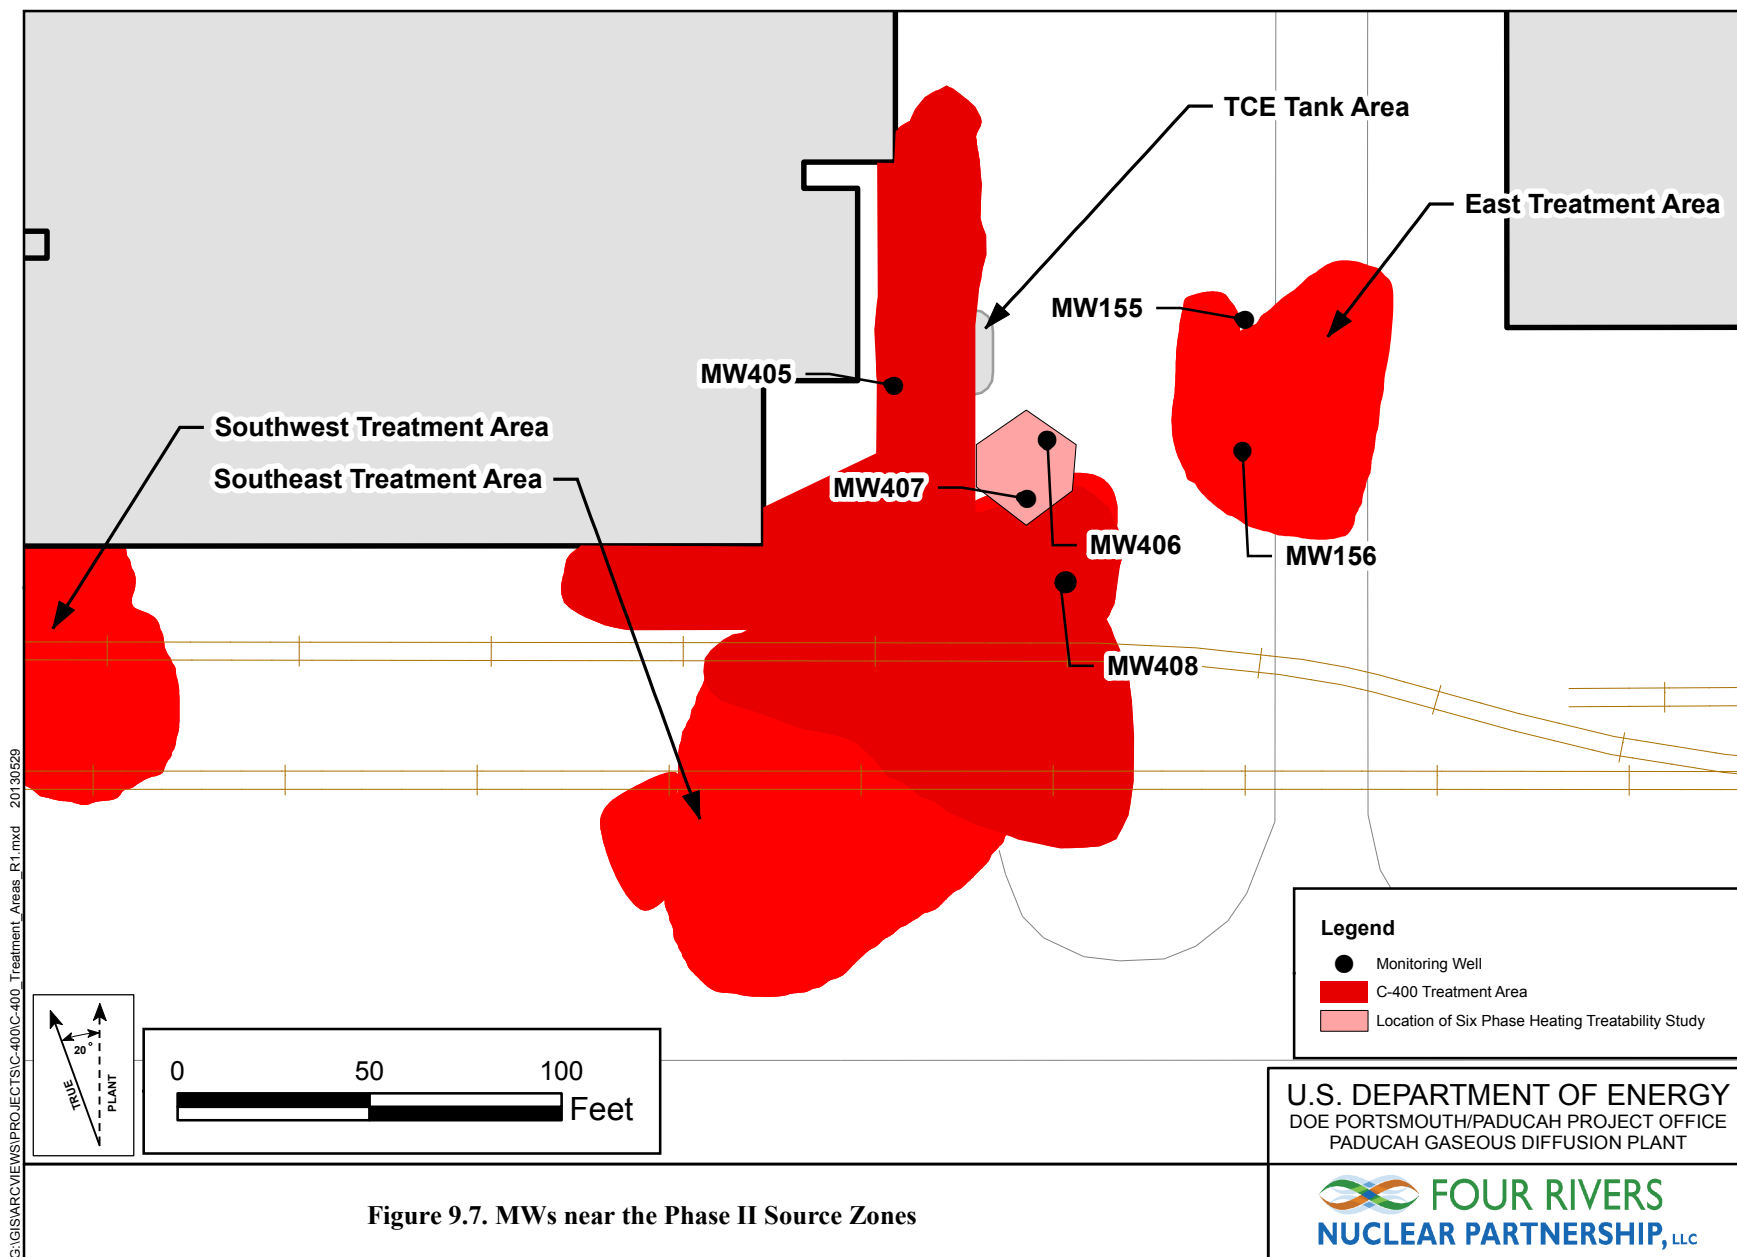 TCE Tank Area
East Treatment Area
MW155
MW405
Southwest Treatment Area
Southeast Treatment Area
MW407
MW406
MW156
MW408
Legend
Monitoring Well
C-400 Treatment Area
Location of Six Phase Heating Treatability Study
20°
TRUE
PLANT
0 50 100
Feet
U.S. DEPARTMENT OF ENERGY
DOE PORTSMOUTH/PADUCAH PROJECT OFFICE
PADUCAH GASEOUS DIFFUSION PLANT
FOUR RIVERS
NUCLEAR PARTNERSHIP, LLC
Figure 9.7. MWs near the Phase II Source Zones
G:\GIS\ARCVIEWS\PROJECTS\C-400\C-400_Treatment_Areas_R1.mxd 20130529